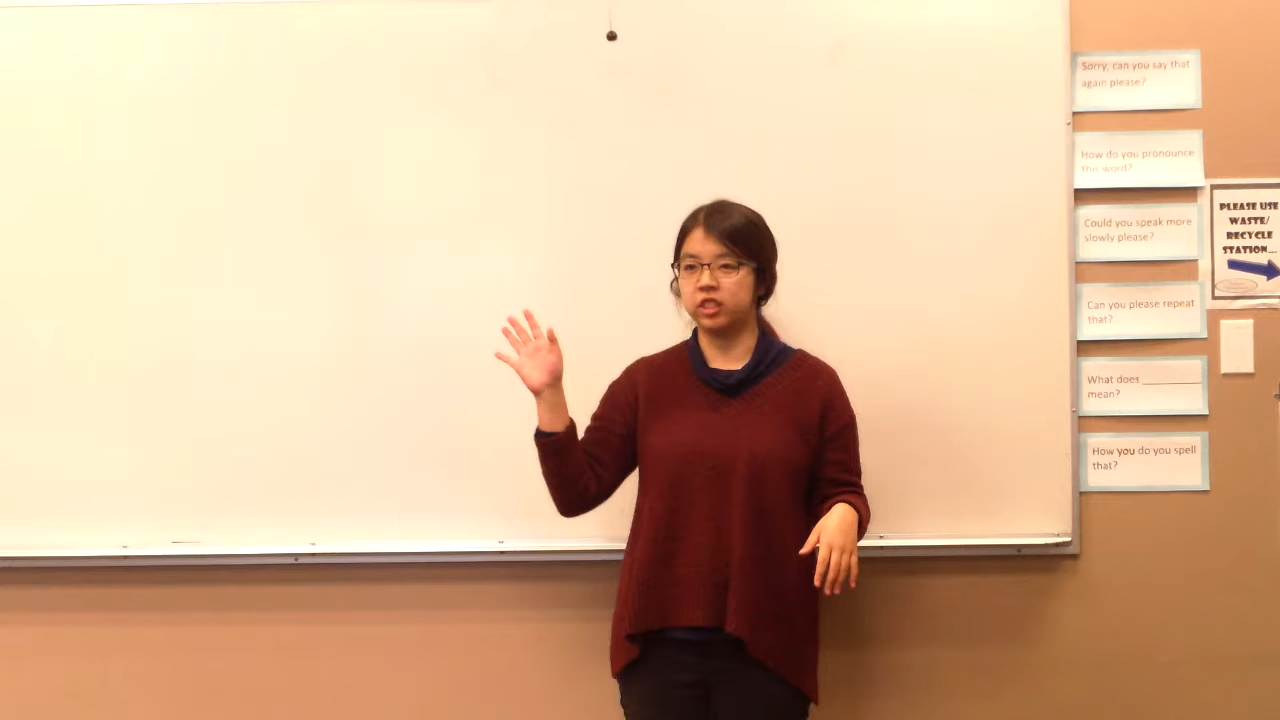 Sorry, can you say that
again please?
How do you pronounce
this word?
Could you speak more
slowly please?
Can you please repeat
that?
What does ________
mean?
How you do you spell
that?
PLEASE USE
WASTE/
RECYCLE
STATION...